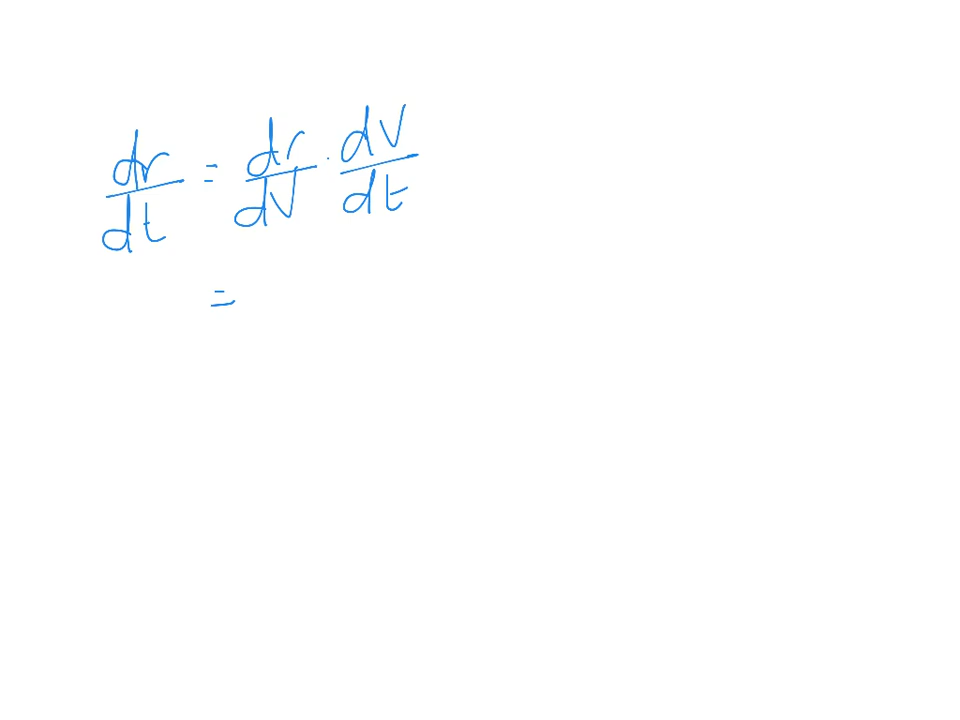 dr/dt = dr/dV · dV/dt
=